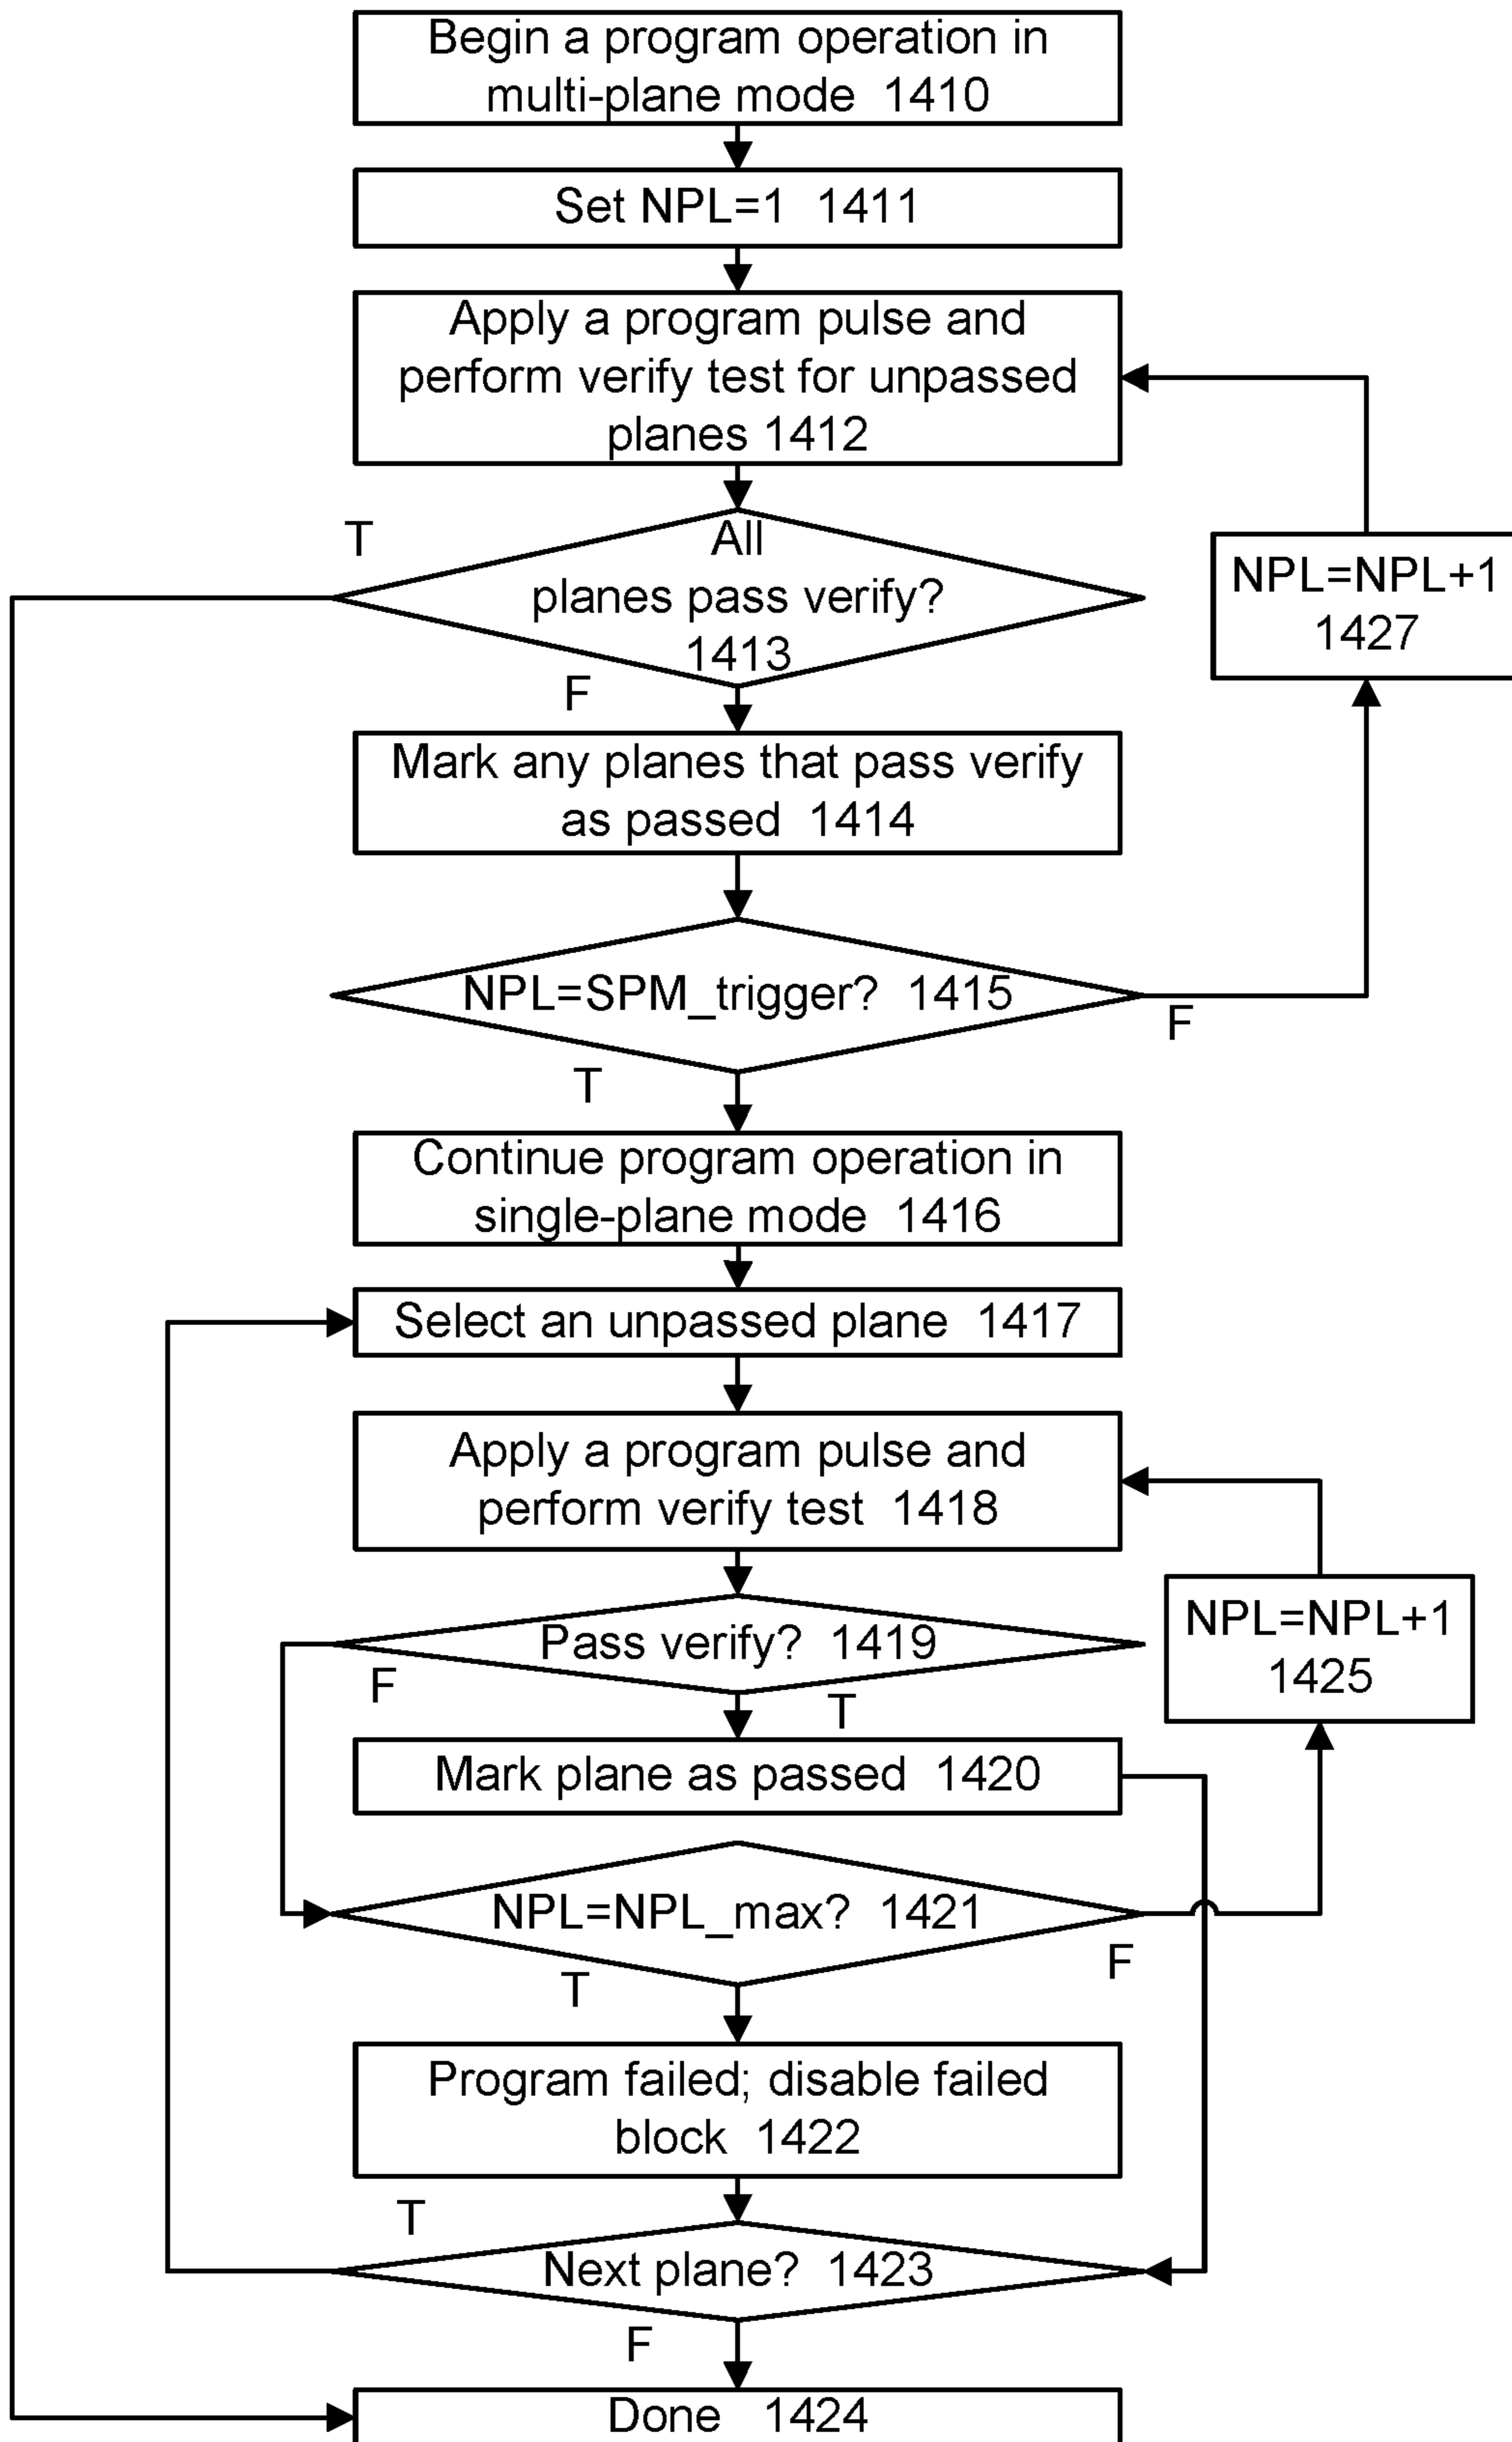 Begin a program operation in
multi-plane mode 1410
Set NPL=1 1411
Apply a program pulse and
perform verify test for unpassed
planes 1412
T
All
planes pass verify?
1413
F
NPL=NPL+1
1427
Mark any planes that pass verify
as passed 1414
NPL=SPM_trigger? 1415
F
T
Continue program operation in
single-plane mode 1416
Select an unpassed plane 1417
Apply a program pulse and
perform verify test 1418
Pass verify? 1419
F
T
NPL=NPL+1
1425
Mark plane as passed 1420
NPL=NPL_max? 1421
F
T
Program failed; disable failed
block 1422
T
Next plane? 1423
F
Done 1424